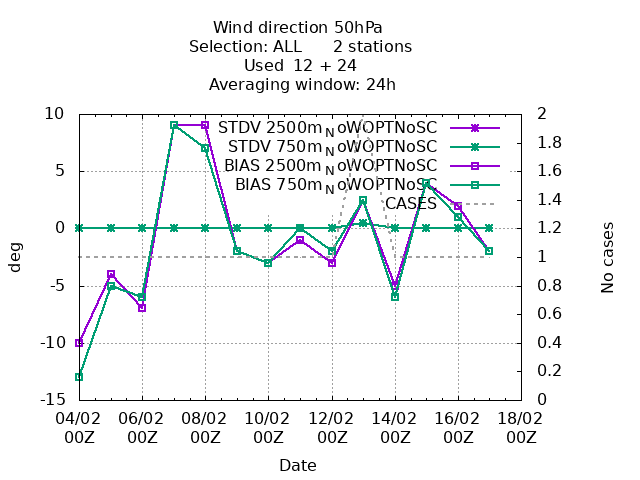 Wind direction 50hPa
Selection: ALL 2 stations
Used 12 + 24
Averaging window: 24h
10
5
0
-5
-10
-15
deg
STDV 2500m_NoWOPTNoSC
STDV 750m_NoWOPTNoSC
BIAS 2500m_NoWOPTNoSC
BIAS 750m_NoWOPTNoSC
CASES
2
1.8
1.6
1.4
1.2
1
0.8
0.6
0.4
0.2
0
No cases
04/02 06/02 08/02 10/02 12/02 14/02 16/02 18/02
00Z 00Z 00Z 00Z 00Z 00Z 00Z 00Z
Date